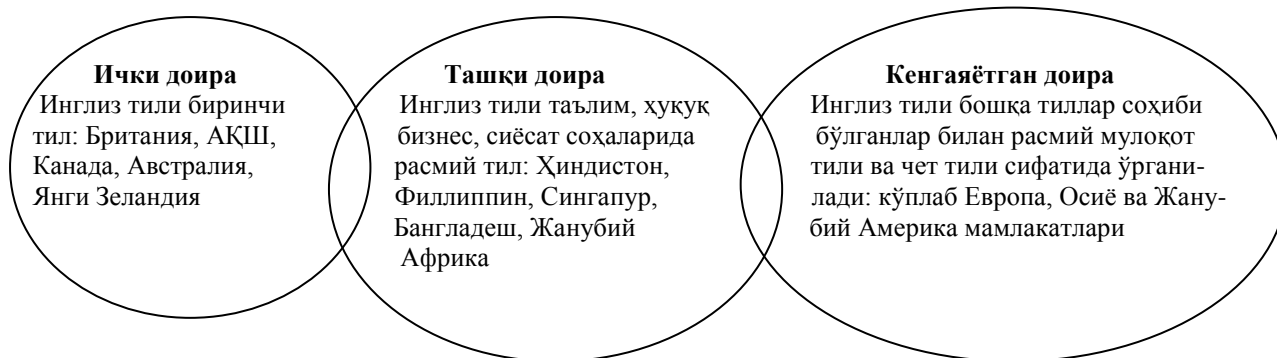 Ички доира
Инглиз тили биринчи
тил: Британия, АҚШ,
Канада, Австралия,
Янги Зеландия
Ташқи доира
Инглиз тили таълим, ҳуқуқ
бизнес, сиёсат соҳаларида
расмий тил: Ҳиндистон,
Филлиппин, Сингапур,
Бангладеш, Жанубий
Африка
Кенгаяётган доира
Инглиз тили бошқа тиллар соҳиби
бўлганлар билан расмий мулоқот
тили ва чет тили сифатида ўргани-
лади: кўплаб Европа, Осиё ва Жану-
бий Америка мамлакатлари